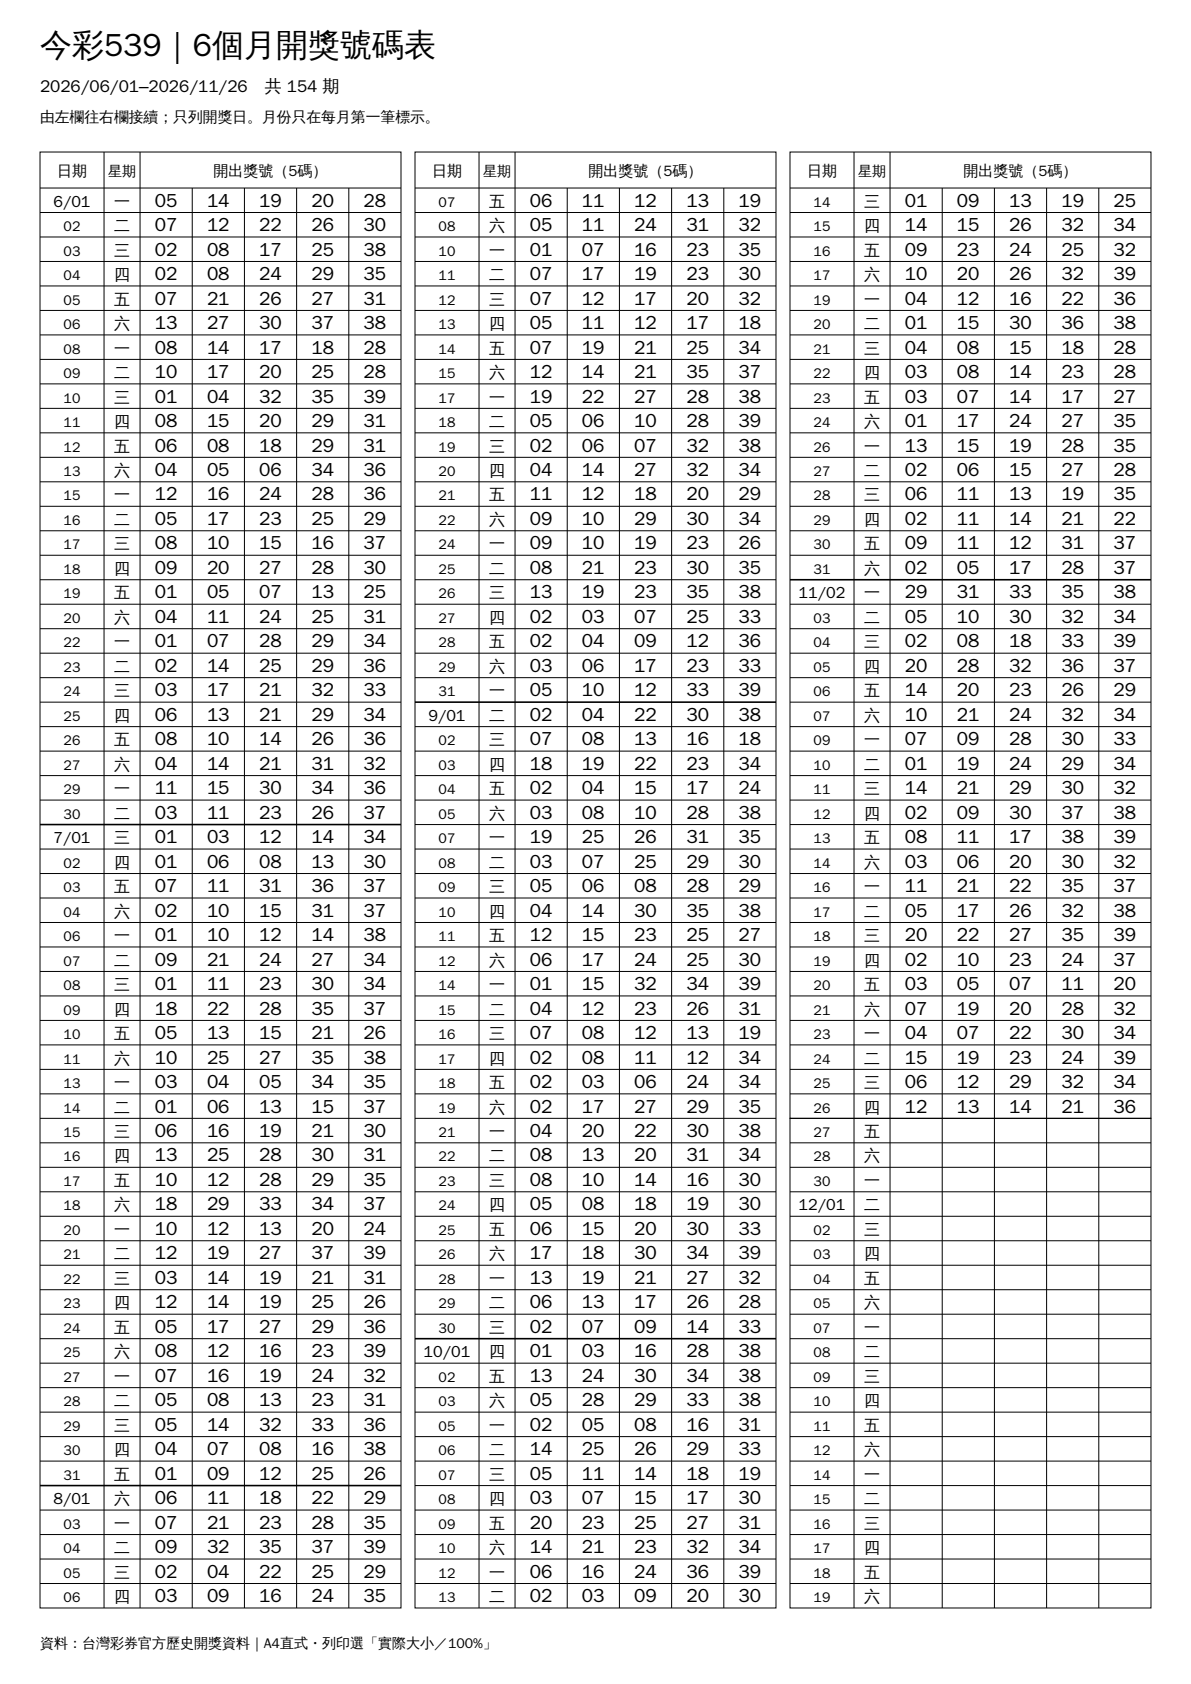 今彩539｜6個月開獎號碼表
2026/06/01–2026/11/26　共 154 期
由左欄往右欄接續；只列開獎日。月份只在每月第一筆標示。
日期 星期 開出獎號（5碼）
6/01 一 05 14 19 20 28
02 二 07 12 22 26 30
03 三 02 08 17 25 38
04 四 02 08 24 29 35
05 五 07 21 26 27 31
06 六 13 27 30 37 38
08 一 08 14 17 18 28
09 二 10 17 20 25 28
10 三 01 04 32 35 39
11 四 08 15 20 29 31
12 五 06 08 18 29 31
13 六 04 05 06 34 36
15 一 12 16 24 28 36
16 二 05 17 23 25 29
17 三 08 10 15 16 37
18 四 09 20 27 28 30
19 五 01 05 07 13 25
20 六 04 11 24 25 31
22 一 01 07 28 29 34
23 二 02 14 25 29 36
24 三 03 17 21 32 33
25 四 06 13 21 29 34
26 五 08 10 14 26 36
27 六 04 14 21 31 32
29 一 11 15 30 34 36
30 二 03 11 23 26 37
7/01 三 01 03 12 14 34
02 四 01 06 08 13 30
03 五 07 11 31 36 37
04 六 02 10 15 31 37
06 一 01 10 12 14 38
07 二 09 21 24 27 34
08 三 01 11 23 30 34
09 四 18 22 28 35 37
10 五 05 13 15 21 26
11 六 10 25 27 35 38
13 一 03 04 05 34 35
14 二 01 06 13 15 37
15 三 06 16 19 21 30
16 四 13 25 28 30 31
17 五 10 12 28 29 35
18 六 18 29 33 34 37
20 一 10 12 13 20 24
21 二 12 19 27 37 39
22 三 03 14 19 21 31
23 四 12 14 19 25 26
24 五 05 17 27 29 36
25 六 08 12 16 23 39
27 一 07 16 19 24 32
28 二 05 08 13 23 31
29 三 05 14 32 33 36
30 四 04 07 08 16 38
31 五 01 09 12 25 26
8/01 六 06 11 18 22 29
03 一 07 21 23 28 35
04 二 09 32 35 37 39
05 三 02 04 22 25 29
06 四 03 09 16 24 35
日期 星期 開出獎號（5碼）
07 五 06 11 12 13 19
08 六 05 11 24 31 32
10 一 01 07 16 23 35
11 二 07 17 19 23 30
12 三 07 12 17 20 32
13 四 05 11 12 17 18
14 五 07 19 21 25 34
15 六 12 14 21 35 37
17 一 19 22 27 28 38
18 二 05 06 10 28 39
19 三 02 06 07 32 38
20 四 04 14 27 32 34
21 五 11 12 18 20 29
22 六 09 10 29 30 34
24 一 09 10 19 23 26
25 二 08 21 23 30 35
26 三 13 19 23 35 38
27 四 02 03 07 25 33
28 五 02 04 09 12 36
29 六 03 06 17 23 33
31 一 05 10 12 33 39
9/01 二 02 04 22 30 38
02 三 07 08 13 16 18
03 四 18 19 22 23 34
04 五 02 04 15 17 24
05 六 03 08 10 28 38
07 一 19 25 26 31 35
08 二 03 07 25 29 30
09 三 05 06 08 28 29
10 四 04 14 30 35 38
11 五 12 15 23 25 27
12 六 06 17 24 25 30
14 一 01 15 32 34 39
15 二 04 12 23 26 31
16 三 07 08 12 13 19
17 四 02 08 11 12 34
18 五 02 03 06 24 34
19 六 02 17 27 29 35
21 一 04 20 22 30 38
22 二 08 13 20 31 34
23 三 08 10 14 16 30
24 四 05 08 18 19 30
25 五 06 15 20 30 33
26 六 17 18 30 34 39
28 一 13 19 21 27 32
29 二 06 13 17 26 28
30 三 02 07 09 14 33
10/01 四 01 03 16 28 38
02 五 13 24 30 34 38
03 六 05 28 29 33 38
05 一 02 05 08 16 31
06 二 14 25 26 29 33
07 三 05 11 14 18 19
08 四 03 07 15 17 30
09 五 20 23 25 27 31
10 六 14 21 23 32 34
12 一 06 16 24 36 39
13 二 02 03 09 20 30
日期 星期 開出獎號（5碼）
14 三 01 09 13 19 25
15 四 14 15 26 32 34
16 五 09 23 24 25 32
17 六 10 20 26 32 39
19 一 04 12 16 22 36
20 二 01 15 30 36 38
21 三 04 08 15 18 28
22 四 03 08 14 23 28
23 五 03 07 14 17 27
24 六 01 17 24 27 35
26 一 13 15 19 28 35
27 二 02 06 15 27 28
28 三 06 11 13 19 35
29 四 02 11 14 21 22
30 五 09 11 12 31 37
31 六 02 05 17 28 37
11/02 一 29 31 33 35 38
03 二 05 10 30 32 34
04 三 02 08 18 33 39
05 四 20 28 32 36 37
06 五 14 20 23 26 29
07 六 10 21 24 32 34
09 一 07 09 28 30 33
10 二 01 19 24 29 34
11 三 14 21 29 30 32
12 四 02 09 30 37 38
13 五 08 11 17 38 39
14 六 03 06 20 30 32
16 一 11 21 22 35 37
17 二 05 17 26 32 38
18 三 20 22 27 35 39
19 四 02 10 23 24 37
20 五 03 05 07 11 20
21 六 07 19 20 28 32
23 一 04 07 22 30 34
24 二 15 19 23 24 39
25 三 06 12 29 32 34
26 四 12 13 14 21 36
27 五
28 六
30 一
12/01 二
02 三
03 四
04 五
05 六
07 一
08 二
09 三
10 四
11 五
12 六
14 一
15 二
16 三
17 四
18 五
19 六
資料：台灣彩券官方歷史開獎資料｜A4直式・列印選「實際大小／100%」